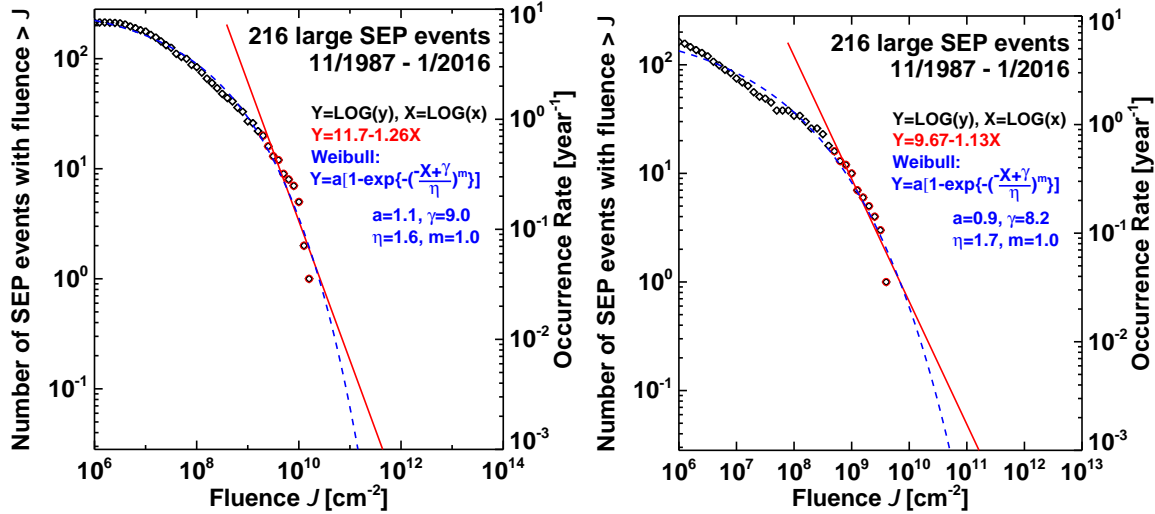 216 large SEP events
11/1987 - 1/2016
Y=LOG(y), X=LOG(x)
Y=11.7-1.26X
Weibull:
Y=a[1-exp{-(\frac{-X+γ}{η})^m}]
a=1.1, γ=9.0
η=1.6, m=1.0
Number of SEP events with fluence > J
10² 10¹ 10⁰ 10⁻¹
Occurrence Rate [year⁻¹]
10¹ 10⁰ 10⁻¹ 10⁻² 10⁻³
10⁶ 10⁸ 10¹⁰ 10¹² 10¹⁴
Fluence J [cm⁻²]
216 large SEP events
11/1987 - 1/2016
Y=LOG(y), X=LOG(x)
Y=9.67-1.13X
Weibull:
Y=a[1-exp{-(\frac{-X+γ}{η})^m}]
a=0.9, γ=8.2
η=1.7, m=1.0
Number of SEP events with fluence > J
10² 10¹ 10⁰ 10⁻¹
Occurrence Rate [year⁻¹]
10¹ 10⁰ 10⁻¹ 10⁻² 10⁻³
10⁶ 10⁷ 10⁸ 10⁹ 10¹⁰ 10¹¹ 10¹² 10¹³
Fluence J [cm⁻²]